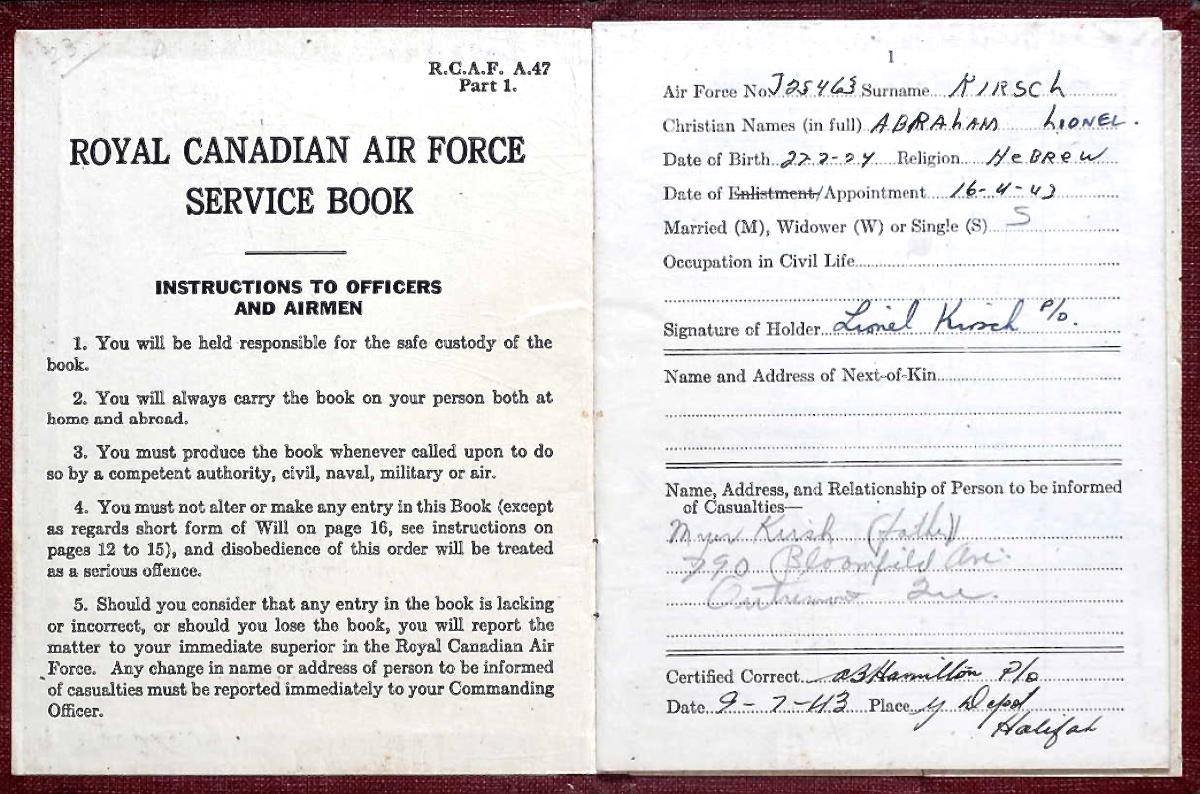 R.C.A.F. A.47
Part 1.
ROYAL CANADIAN AIR FORCE
SERVICE BOOK
INSTRUCTIONS TO OFFICERS
AND AIRMEN
1. You will be held responsible for the safe custody of the
book.
2. You will always carry the book on your person both at
home and abroad.
3. You must produce the book whenever called upon to do
so by a competent authority, civil, naval, military or air.
4. You must not alter or make any entry in this Book (except
as regards short form of Will on page 16, see instructions on
pages 12 to 15), and disobedience of this order will be treated
as a serious offence.
5. Should you consider that any entry in the book is lacking
or incorrect, or should you lose the book, you will report the
matter to your immediate superior in the Royal Canadian Air
Force. Any change in name or address of person to be informed
of casualties must be reported immediately to your Commanding
Officer.
1
Air Force No. J25463 Surname KIRSCh
Christian Names (in full) ABRAhAM LIONEL.
Date of Birth 22 2-24 Religion HeBReW
Date of Enlistment/Appointment 16-4-43
Married (M), Widower (W) or Single (S) S
Occupation in Civil Life
Signature of Holder Lionel Kirsch P/O.
Name and Address of Next-of-Kin
Name, Address, and Relationship of Person to be informed
of Casualties—
Kirsh (father)
790 Bloomfield Ave.
Outremont Que.
Certified Correct Hamilton P/O
Date 9-7-43 Place Y Depot
Halifax